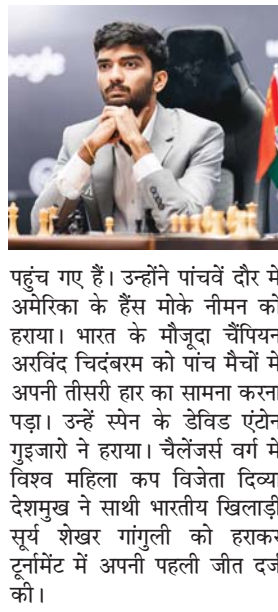 Google
पहुंच गए हैं। उन्होंने पांचवें दौर में
अमेरिका के हैंस मोके नीमन को
हराया। भारत के मौजूदा चैंपियन
अरविंद चिदंबरम को पांच मैचों में
अपनी तीसरी हार का सामना करना
पड़ा। उन्हें स्पेन के डेविड एंटोन
गुइजारो ने हराया। चैलेंजर्स वर्ग में
विश्व महिला कप विजेता दिव्या
देशमुख ने साथी भारतीय खिलाड़ी
सूर्य शेखर गांगुली को हराकर
टूर्नामेंट में अपनी पहली जीत दर्ज
की।